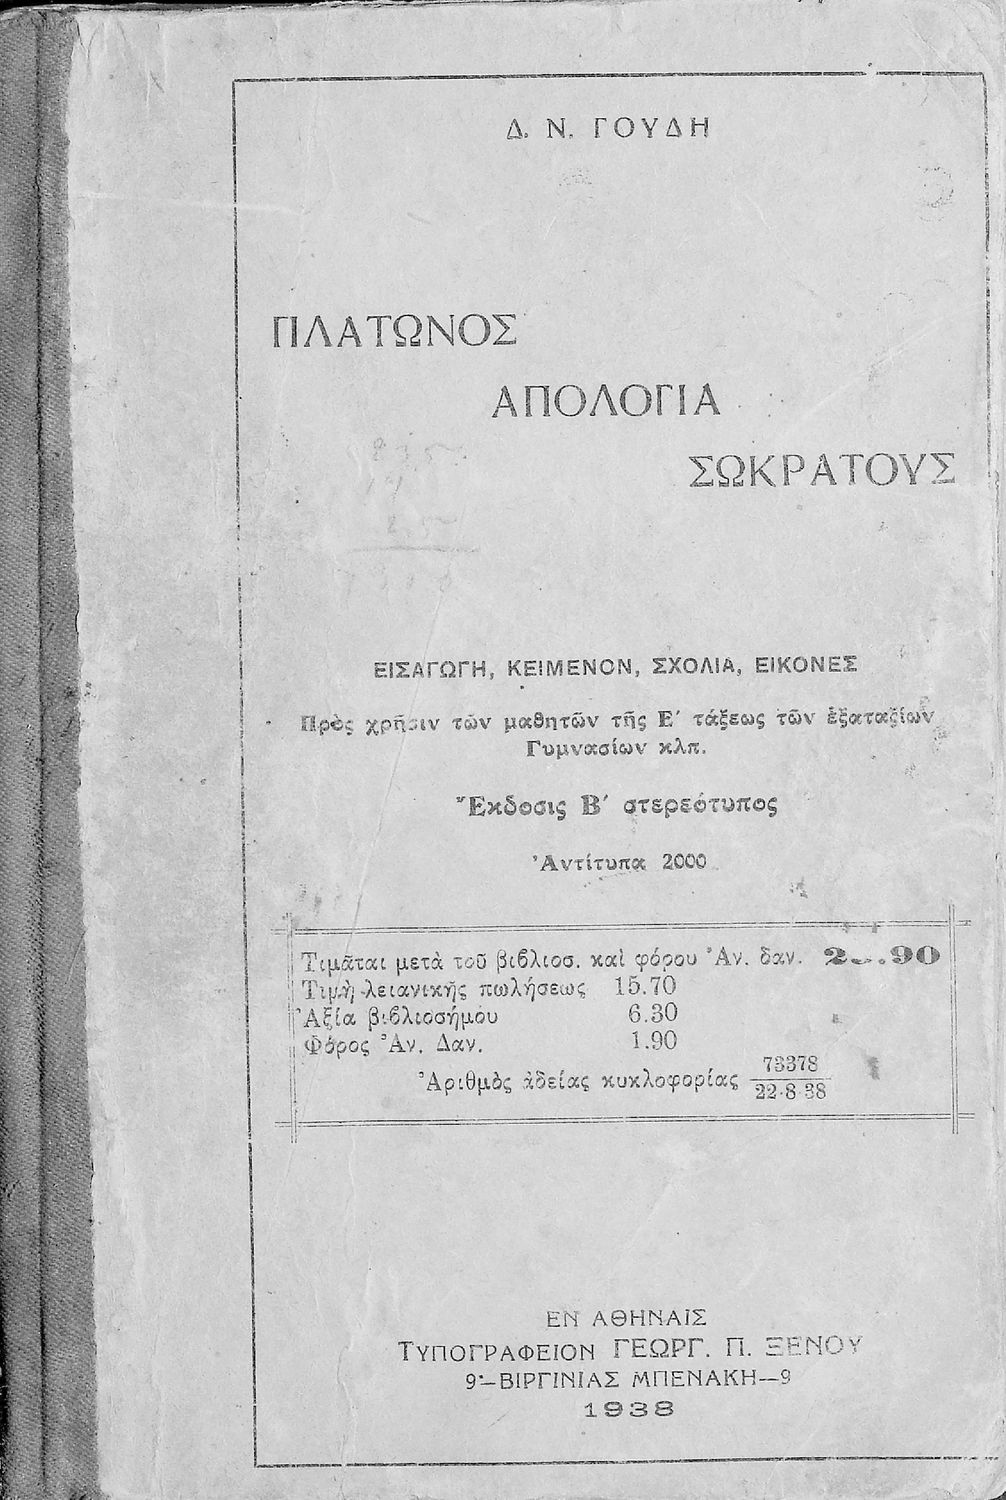 Δ. Ν. ΓΟΥΔΗ
ΠΛΑΤΩΝΟΣ
ΑΠΟΛΟΓΙΑ
ΣΩΚΡΑΤΟΥΣ
ΕΙΣΑΓΩΓΗ, ΚΕΙΜΕΝΟΝ, ΣΧΟΛΙΑ, ΕΙΚΟΝΕΣ
Πρὸς χρῆσιν τῶν μαθητῶν τῆς Ε΄ τάξεως τῶν ἑξαταξίων
Γυμνασίων κλπ.
Ἔκδοσις Β΄ στερεότυπος
Ἀντίτυπα 2000
Τιμᾶται μετὰ τοῦ βιβλιοσ. καὶ φόρου Ἀν. δαν.
Τιμὴ λειανικῆς πωλήσεως 15.70
Ἀξία βιβλιοσήμου 6.30
Φόρος Ἀν. Δαν. 1.90
Ἀριθμὸς ἀδείας κυκλοφορίας 73378
22·8·38
ΕΝ ΑΘΗΝΑΙΣ
ΤΥΠΟΓΡΑΦΕΙΟΝ ΓΕΩΡΓ. Π. ΞΕΝΟΥ
9—ΒΙΡΓΙΝΙΑΣ ΜΠΕΝΑΚΗ—9
1938